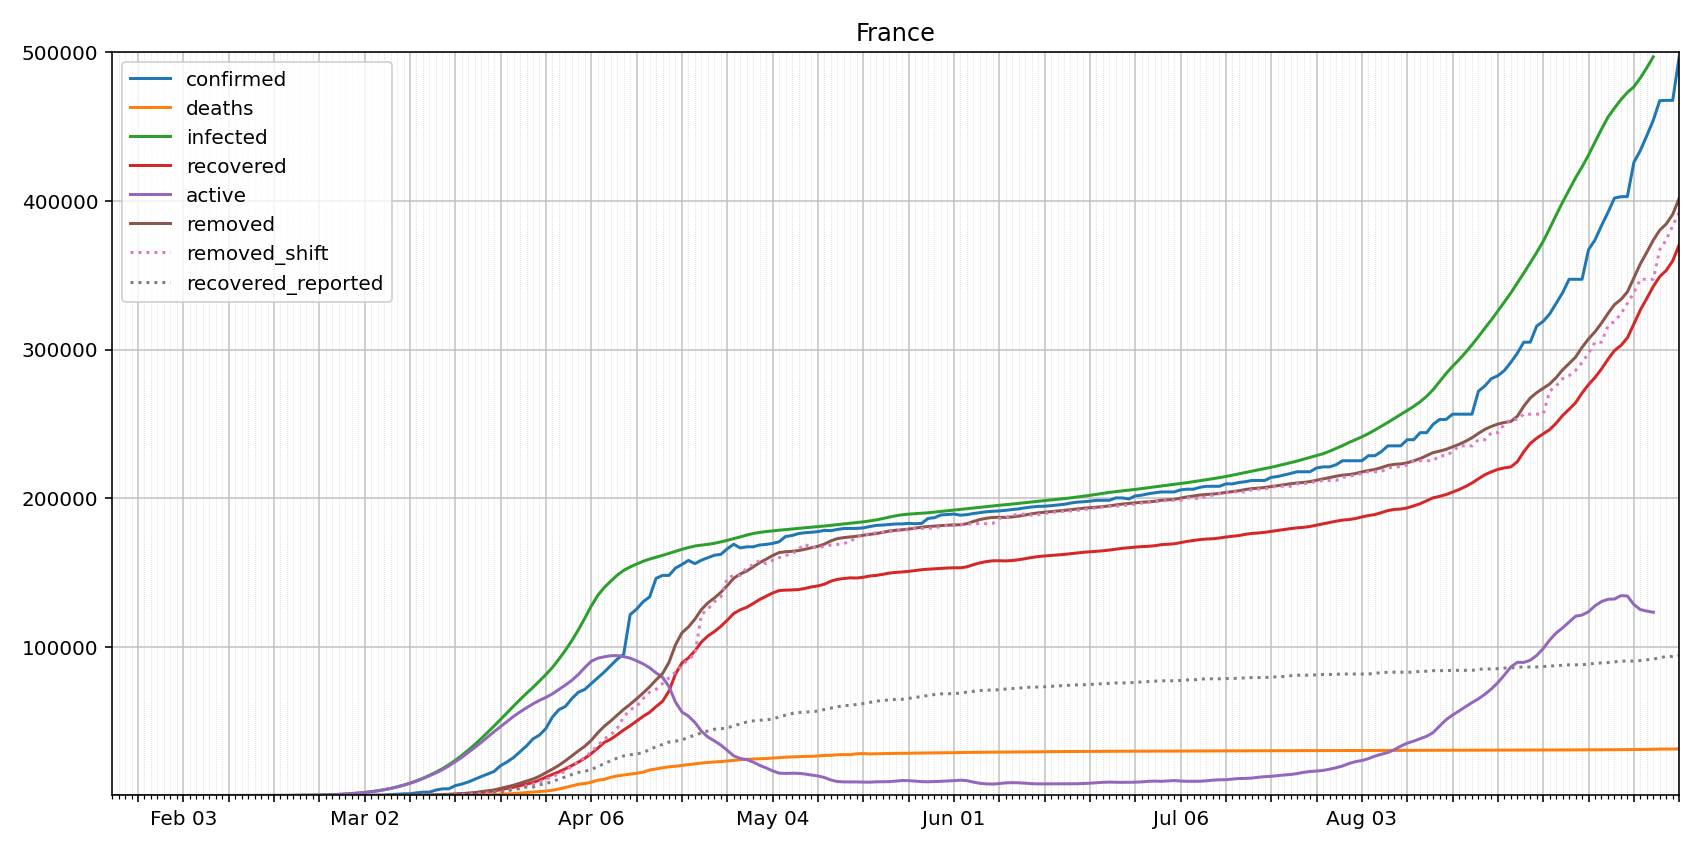 France
500000
400000
300000
200000
100000
confirmed
deaths
infected
recovered
active
removed
removed_shift
recovered_reported
Feb 03
Mar 02
Apr 06
May 04
Jun 01
Jul 06
Aug 03